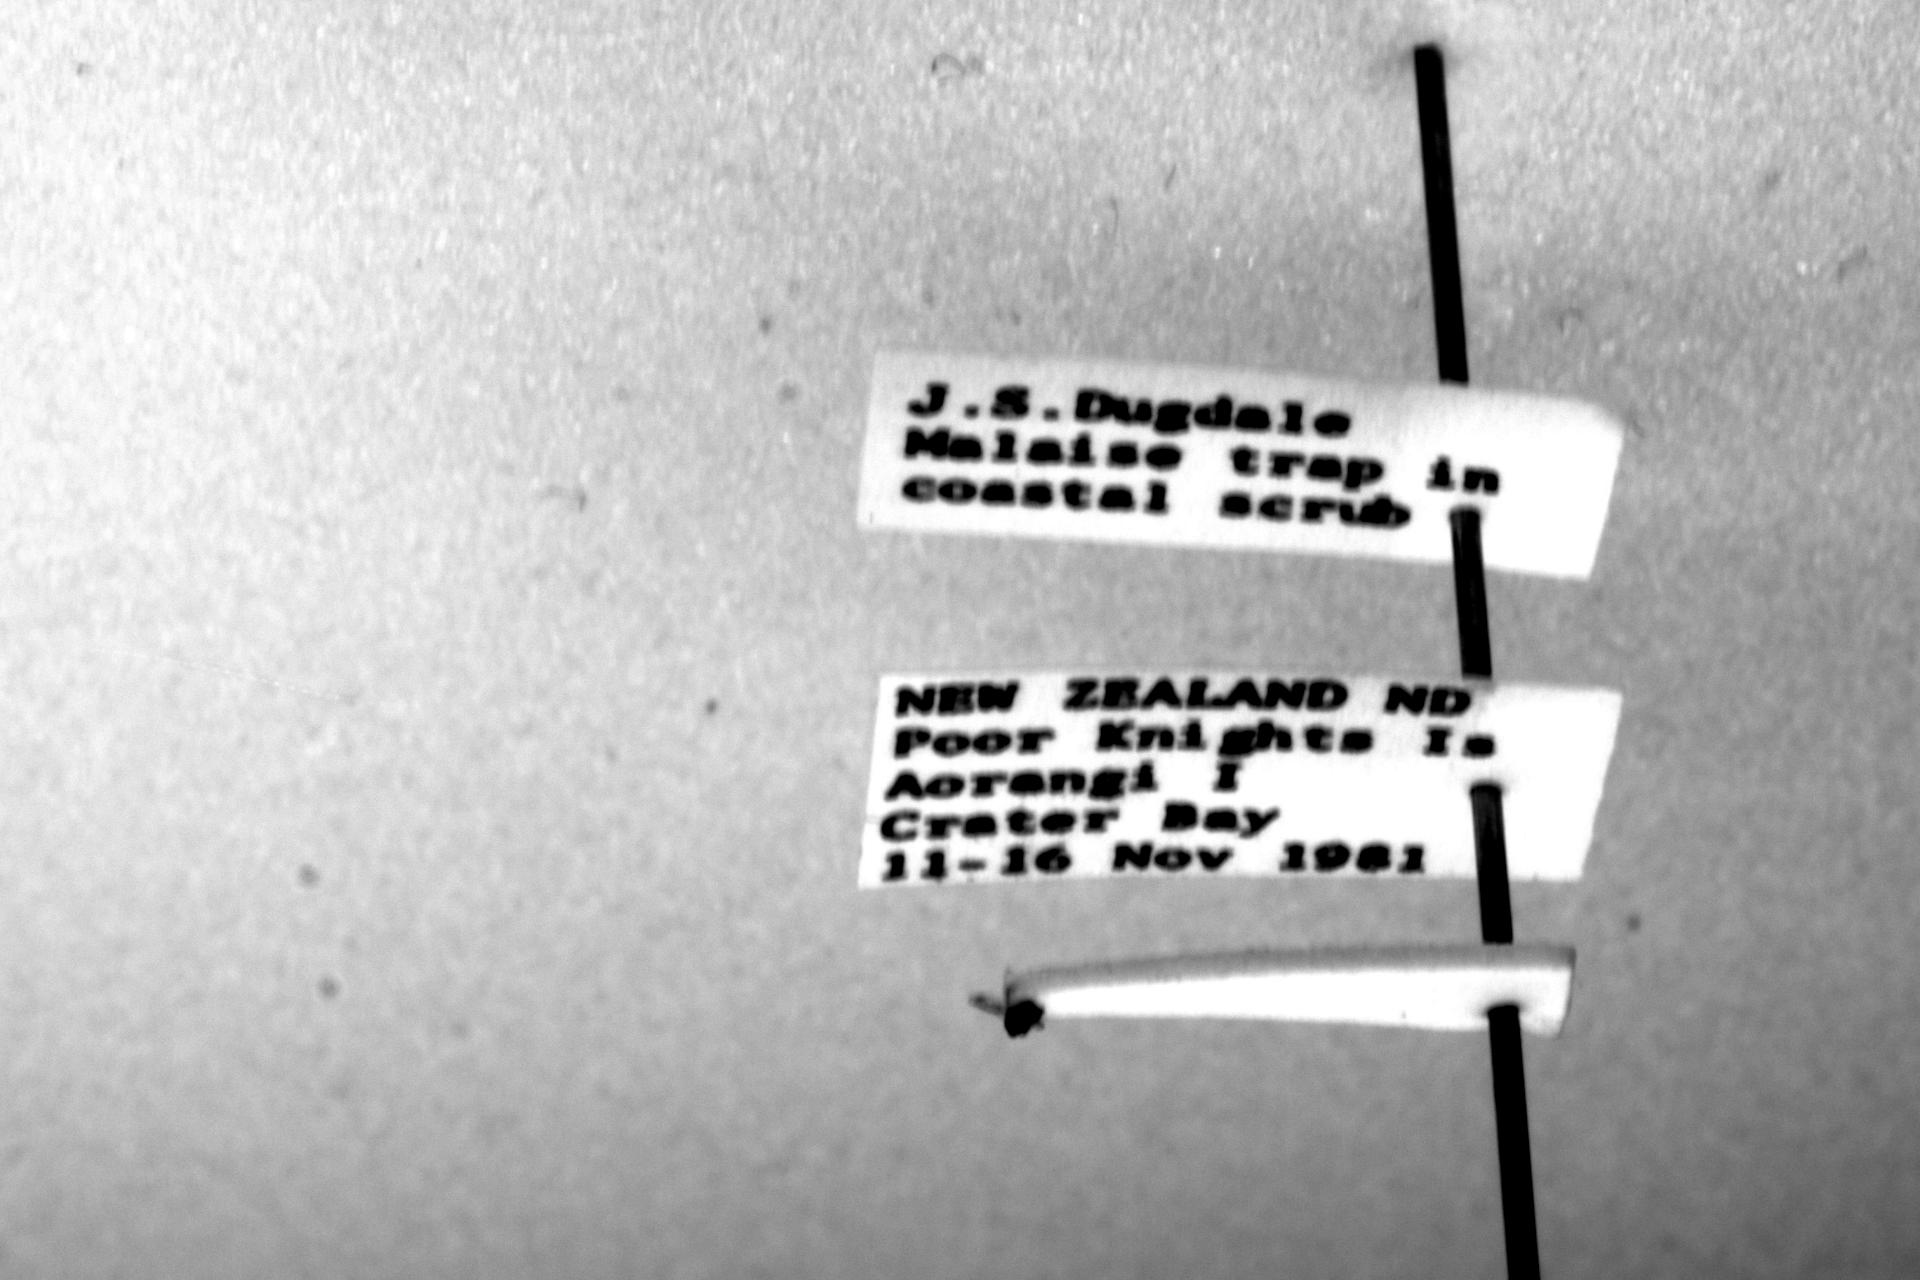 J.S.Dugdale
Malaise trap in
coastal scrub
NEW ZEALAND ND
Poor Knights Is
Aorangi I
Crater Bay
11-16 Nov 1981